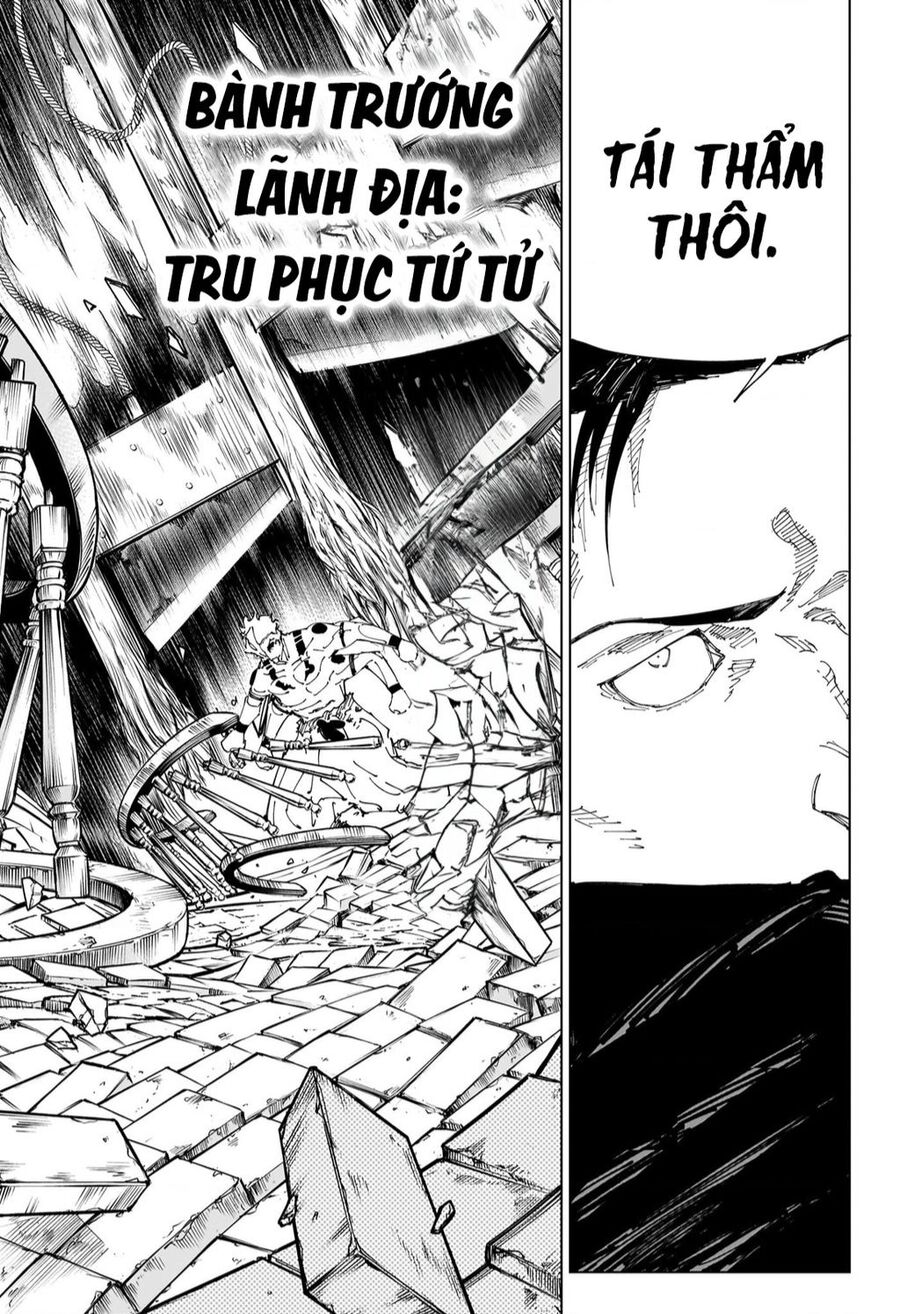 TÁI THẨM
THÔI.
BÀNH TRƯỚNG
LÃNH ĐỊA:
TRU PHỤC TỨ TỬ